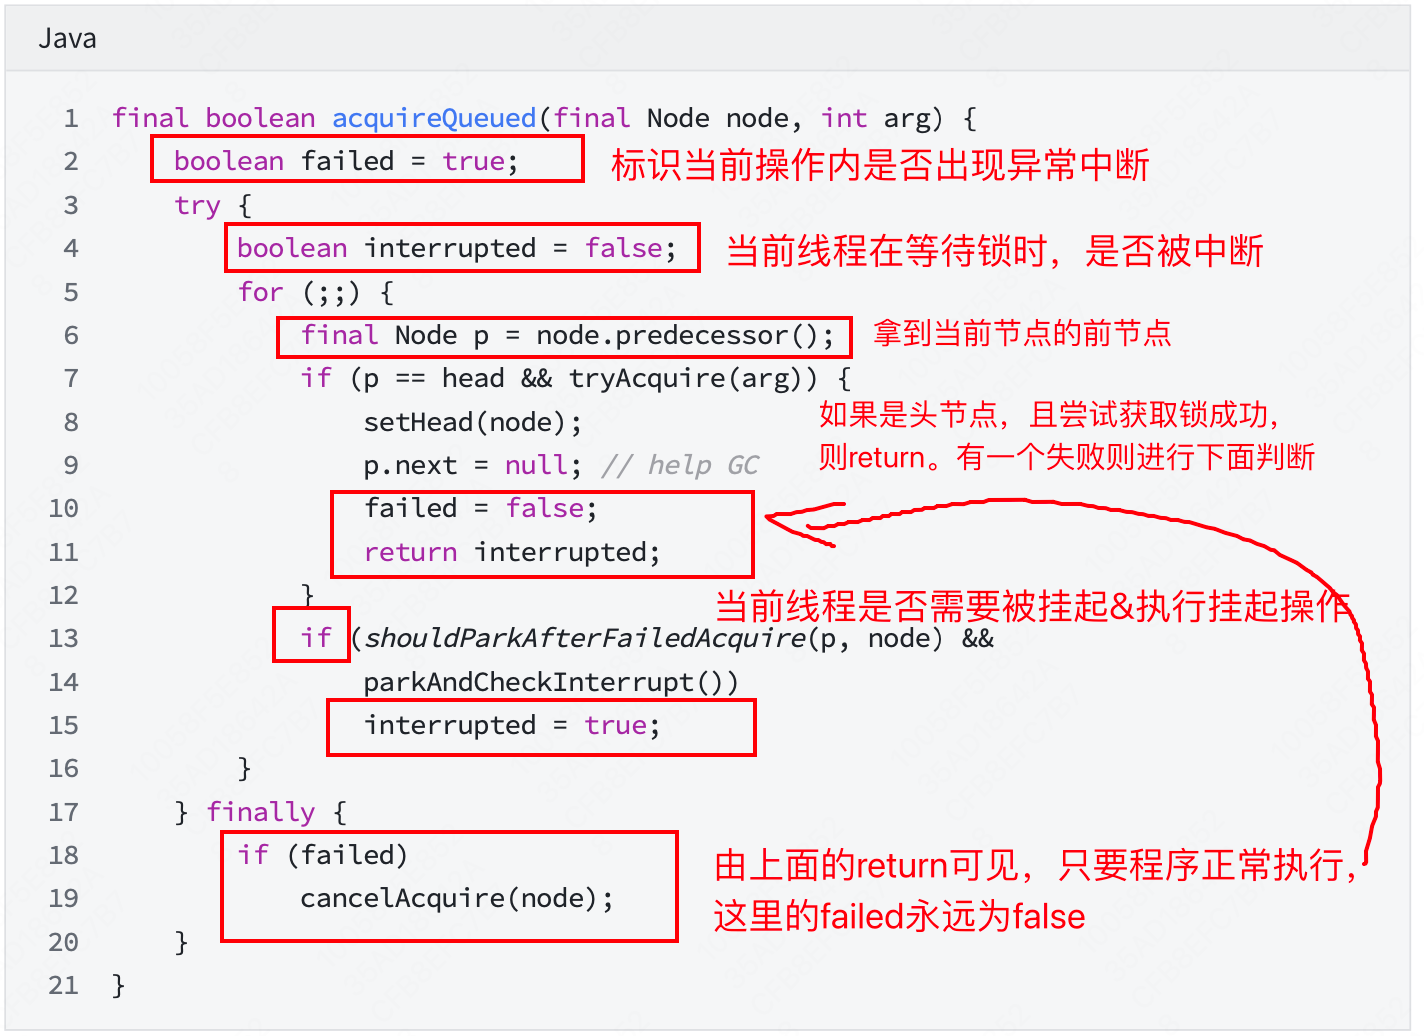 Java
1 final boolean acquireQueued(final Node node, int arg) {
2 boolean failed = true; 标识当前操作内是否出现异常中断
3 try {
4 boolean interrupted = false; 当前线程在等待锁时，是否被中断
5 for (;;) {
6 final Node p = node.predecessor(); 拿到当前节点的前节点
7 if (p == head && tryAcquire(arg)) {
8 setHead(node); 如果是头节点，且尝试获取锁成功，
9 p.next = null; // help GC 则return。有一个失败则进行下面判断
10 failed = false;
11 return interrupted;
12 }
当前线程是否需要被挂起&执行挂起操作
13 if (shouldParkAfterFailedAcquire(p, node) &&
14 parkAndCheckInterrupt())
15 interrupted = true;
16 }
17 } finally {
18 if (failed) 由上面的return可见，只要程序正常执行，
19 cancelAcquire(node); 这里的failed永远为false
20 }
21 }